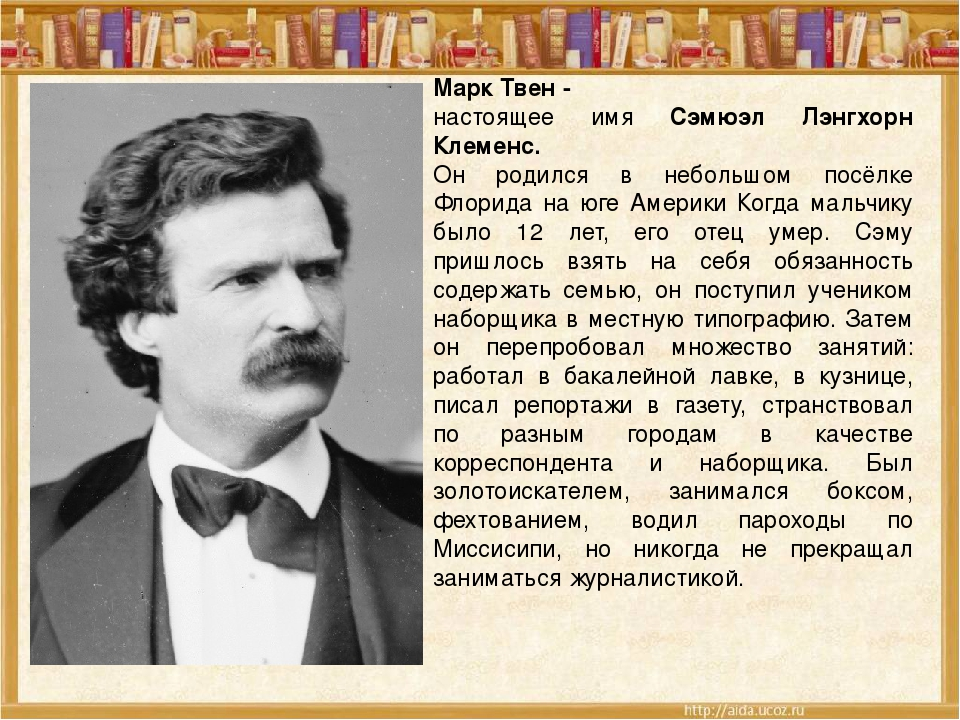 Марк Твен -
настоящее имя Сэмюэл Лэнгхорн
Клеменс.
Он родился в небольшом посёлке
Флорида на юге Америки Когда мальчику
было 12 лет, его отец умер. Сэму
пришлось взять на себя обязанность
содержать семью, он поступил учеником
наборщика в местную типографию. Затем
он перепробовал множество занятий:
работал в бакалейной лавке, в кузнице,
писал репортажи в газету, странствовал
по разным городам в качестве
корреспондента и наборщика. Был
золотоискателем, занимался боксом,
фехтованием, водил пароходы по
Миссисипи, но никогда не прекращал
заниматься журналистикой.
http://aida.ucoz.ru